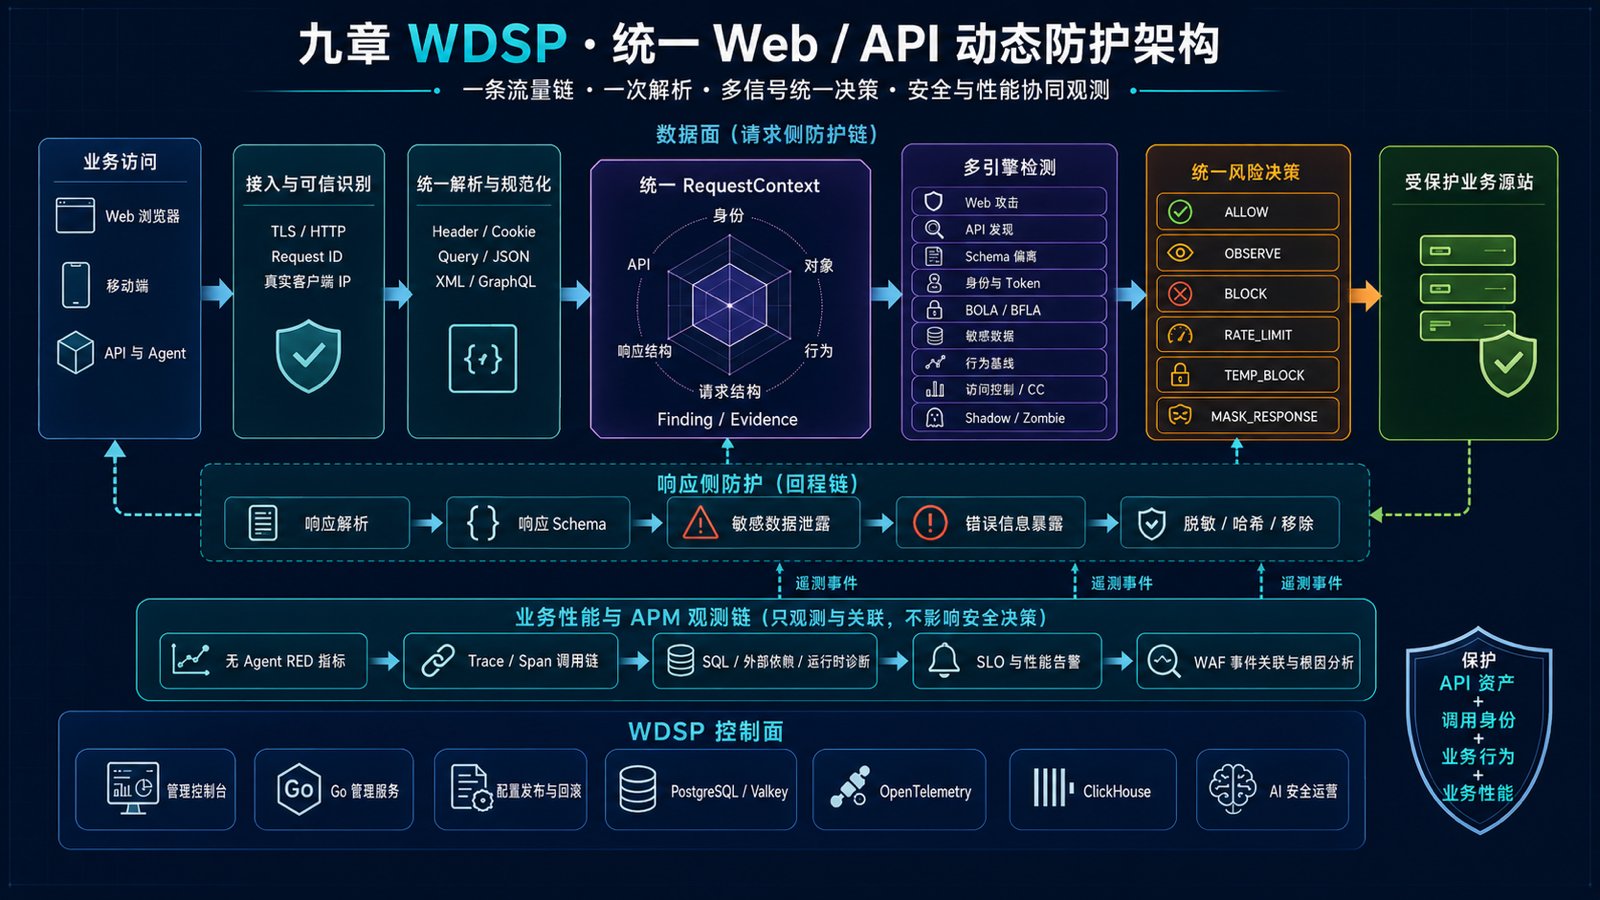 九章 WDSP · 统一 Web / API 动态防护架构
一条流量链 • 一次解析 • 多信号统一决策 • 安全与性能协同观测
数据面（请求侧防护链）
业务访问
Web 浏览器
移动端
API 与 Agent
接入与可信识别
TLS / HTTP
Request ID
真实客户端 IP
统一解析与规范化
Header / Cookie
Query / JSON
XML / GraphQL
统一 RequestContext
身份
API
对象
响应结构
行为
请求结构
Finding / Evidence
多引擎检测
Web 攻击
API 发现
Schema 偏离
身份与 Token
BOLA / BFLA
敏感数据
行为基线
访问控制 / CC
Shadow / Zombie
统一风险决策
ALLOW
OBSERVE
BLOCK
RATE_LIMIT
TEMP_BLOCK
MASK_RESPONSE
受保护业务源站
响应侧防护（回程链）
响应解析
响应 Schema
敏感数据泄露
错误信息暴露
脱敏 / 哈希 / 移除
遥测事件
遥测事件
遥测事件
业务性能与 APM 观测链（只观测与关联，不影响安全决策）
无 Agent RED 指标
Trace / Span 调用链
SQL / 外部依赖 / 运行时诊断
SLO 与性能告警
WAF 事件关联与根因分析
WDSP 控制面
管理控制台
Go
Go 管理服务
配置发布与回滚
PostgreSQL / Valkey
OpenTelemetry
ClickHouse
AI 安全运营
保护
API 资产
+
调用身份
+
业务行为
+
业务性能